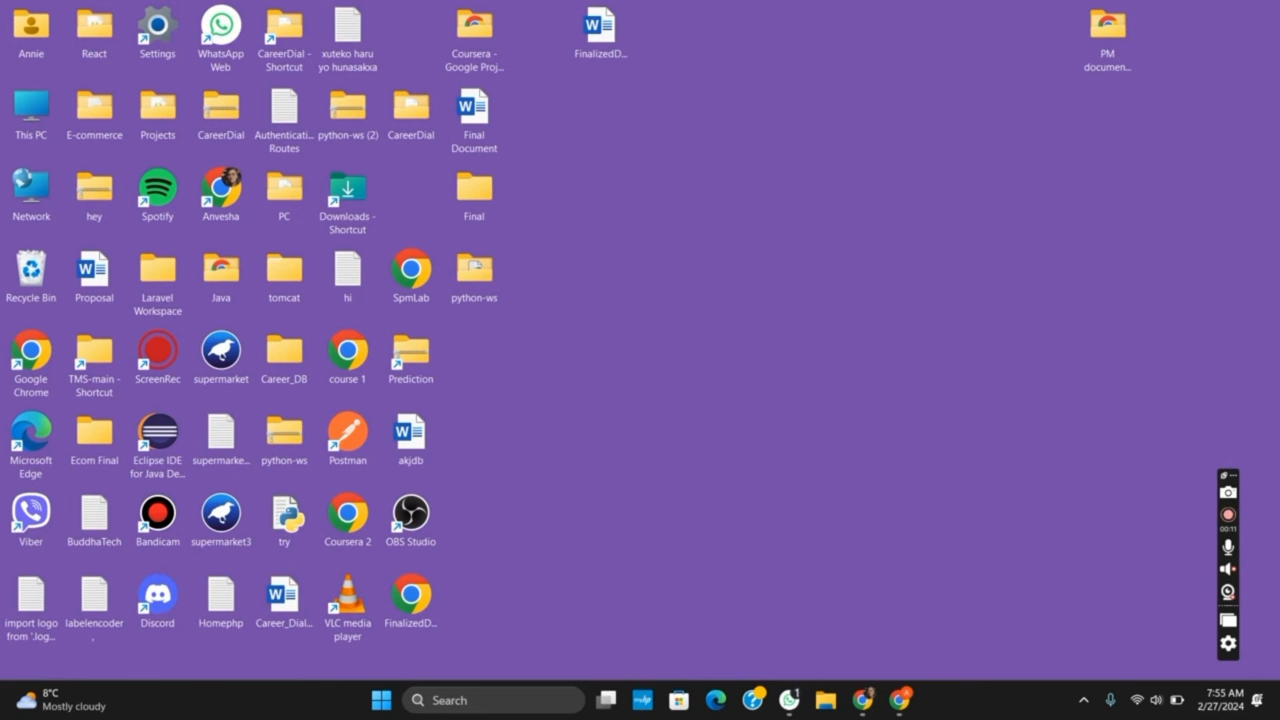 Annie
React
Settings
WhatsApp
Web
CareerDial -
Shortcut
xuteko haru
yo hunasakxa
Coursera -
Google Proj...
FinalizedD...
PM
documen...
This PC
E-commerce
Projects
CareerDial
Authenticati...
Routes
python-ws (2)
CareerDial
Final
Document
Network
hey
Spotify
Anvesha
PC
Downloads -
Shortcut
Final
Recycle Bin
Proposal
Laravel
Workspace
Java
tomcat
hi
SpmLab
python-ws
Google
Chrome
TMS-main -
Shortcut
ScreenRec
supermarket
Career_DB
course 1
Prediction
Microsoft
Edge
Ecom Final
Eclipse IDE
for Java De...
supermarke...
python-ws
Postman
akjdb
Viber
BuddhaTech
Bandicam
supermarket3
try
Coursera 2
OBS Studio
import logo
from '.log...
labelencoder
,
Discord
Homephp
Career_Dial...
VLC media
player
FinalizedD...
00:11
8°C
Mostly cloudy
Search
1
7:55 AM
2/27/2024